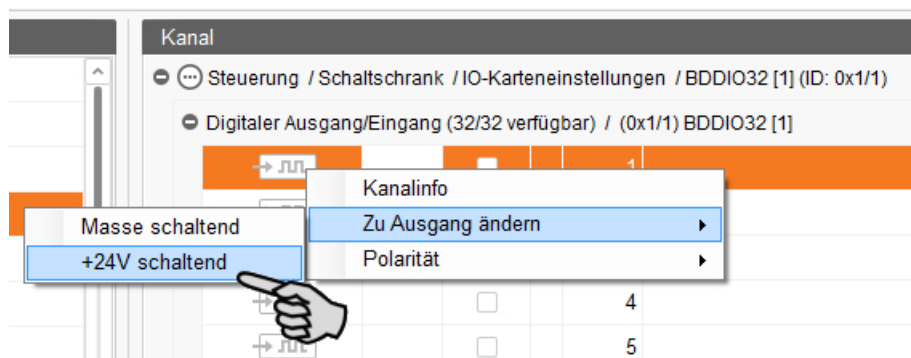 Kanal
Steuerung / Schaltschrank / IO-Karteneinstellungen / BDDIO32 [1] (ID: 0x1/1)
Digitaler Ausgang/Eingang (32/32 verfügbar) / (0x1/1) BDDIO32 [1]
1
Kanalinfo
Masse schaltend
Zu Ausgang ändern
+24V schaltend
Polarität
4
5